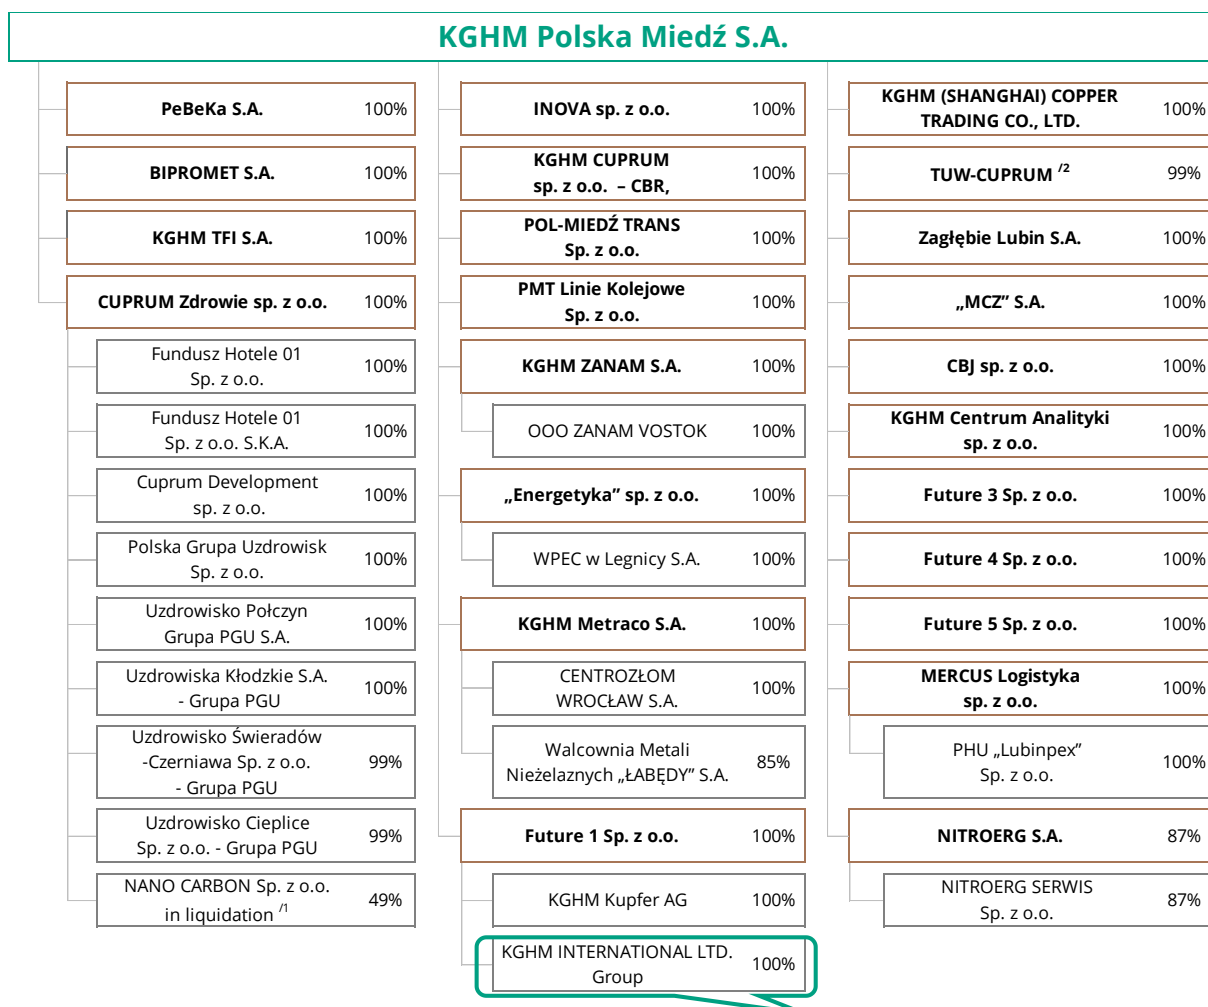 KGHM Polska Miedź S.A.
PeBeKa S.A. 100%
BIPROMET S.A. 100%
KGHM TFI S.A. 100%
CUPRUM Zdrowie sp. z o.o. 100%
Fundusz Hotele 01
Sp. z o.o. 100%
Fundusz Hotele 01
Sp. z o.o. S.K.A. 100%
Cuprum Development
sp. z o.o. 100%
Polska Grupa Uzdrowisk
Sp. z o.o. 100%
Uzdrowisko Połczyn
Grupa PGU S.A. 100%
Uzdrowiska Kłodzkie S.A.
- Grupa PGU 100%
Uzdrowisko Świeradów
-Czerniawa Sp. z o.o. 99%
- Grupa PGU
Uzdrowisko Cieplice
Sp. z o.o. - Grupa PGU 99%
NANO CARBON Sp. z o.o.
in liquidation /1 49%
INOVA sp. z o.o. 100%
KGHM CUPRUM
sp. z o.o. – CBR, 100%
POL-MIEDŹ TRANS
Sp. z o.o. 100%
PMT Linie Kolejowe
Sp. z o.o. 100%
KGHM ZANAM S.A. 100%
OOO ZANAM VOSTOK 100%
„Energetyka” sp. z o.o. 100%
WPEC w Legnicy S.A. 100%
KGHM Metraco S.A. 100%
CENTROZŁOM
WROCŁAW S.A. 100%
Walcownia Metali
Nieżelaznych „ŁABĘDY” S.A. 85%
Future 1 Sp. z o.o. 100%
KGHM Kupfer AG 100%
KGHM INTERNATIONAL LTD.
Group 100%
KGHM (SHANGHAI) COPPER
TRADING CO., LTD. 100%
TUW-CUPRUM /2 99%
Zagłębie Lubin S.A. 100%
„MCZ” S.A. 100%
CBJ sp. z o.o. 100%
KGHM Centrum Analityki
sp. z o.o. 100%
Future 3 Sp. z o.o. 100%
Future 4 Sp. z o.o. 100%
Future 5 Sp. z o.o. 100%
MERCUS Logistyka
sp. z o.o. 100%
PHU „Lubinpex”
Sp. z o.o. 100%
NITROERG S.A. 87%
NITROERG SERWIS
Sp. z o.o. 87%